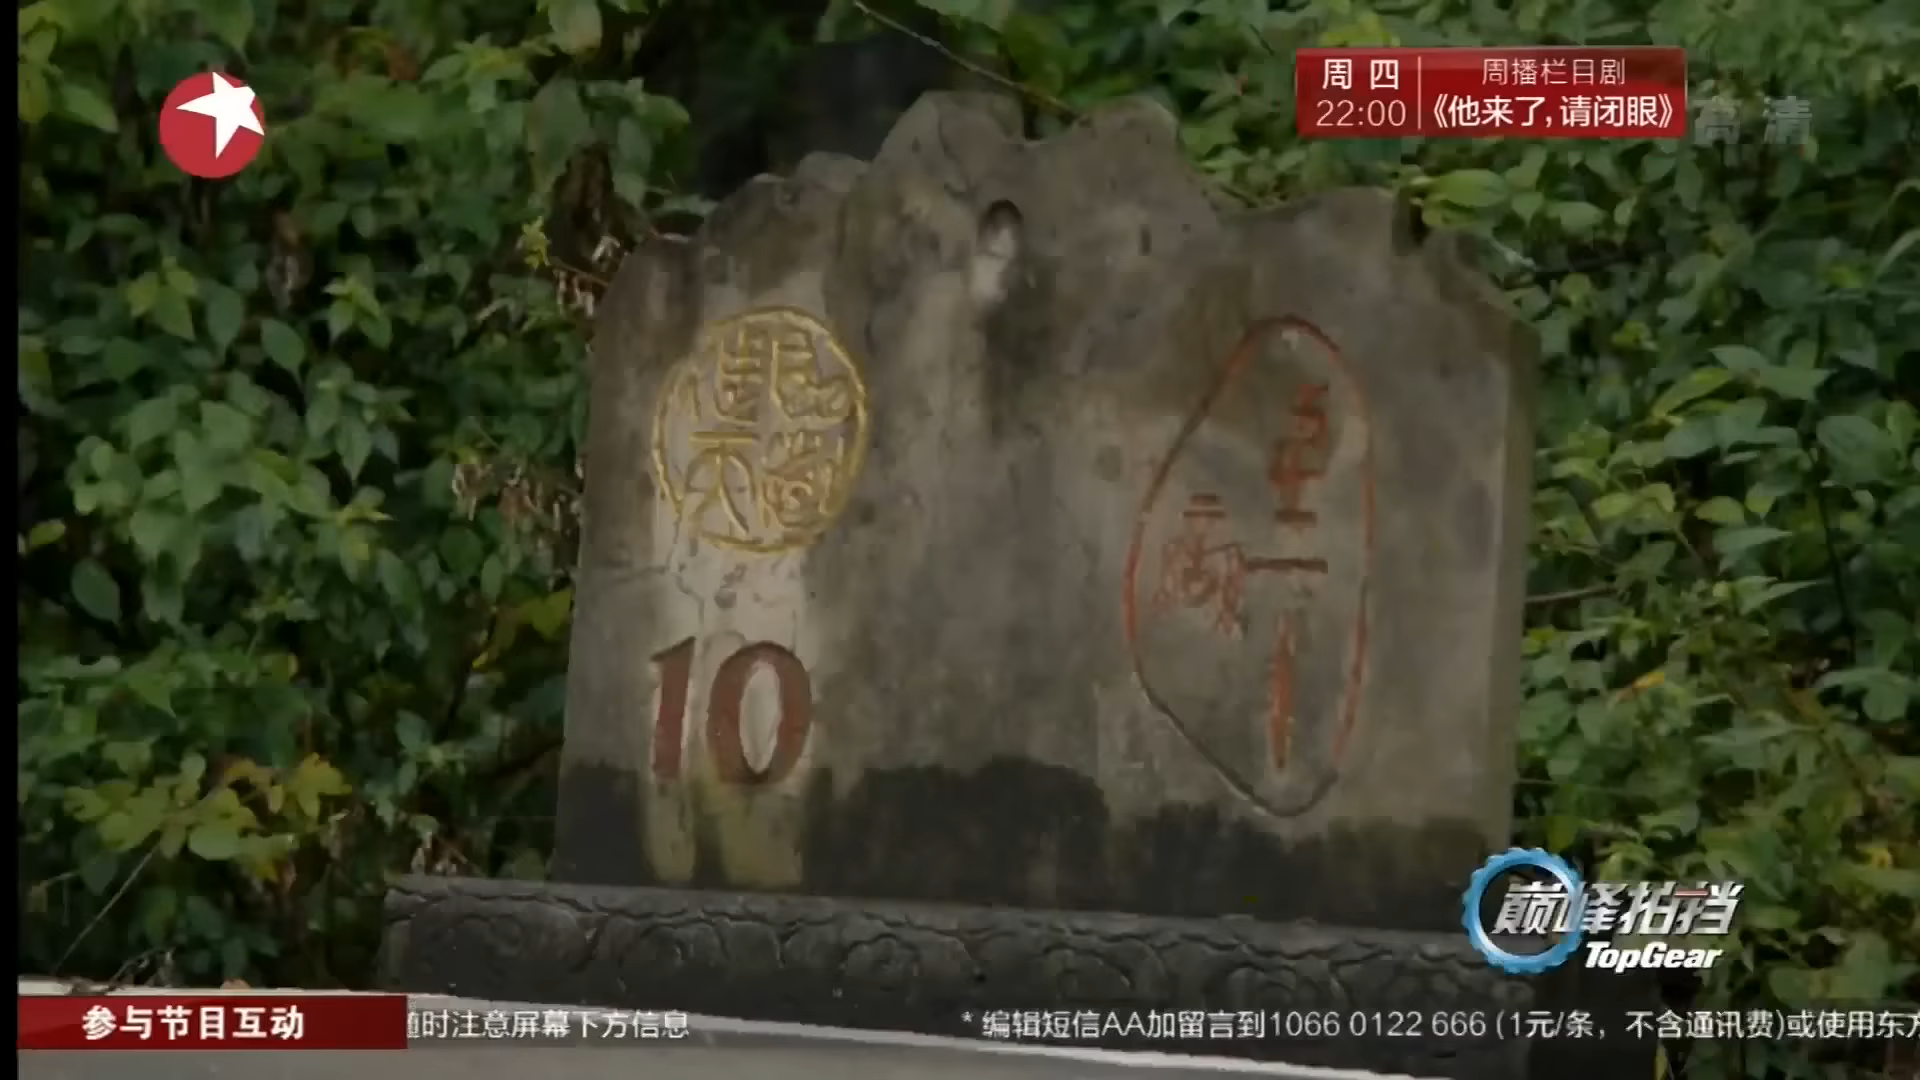 周四
22:00
周播栏目剧
《他来了,请闭眼》
高清
10
巅峰拍挡
TopGear
参与节目互动
随时注意屏幕下方信息
* 编辑短信AA加留言到1066 0122 666 (1元/条，不含通讯费)或使用东方